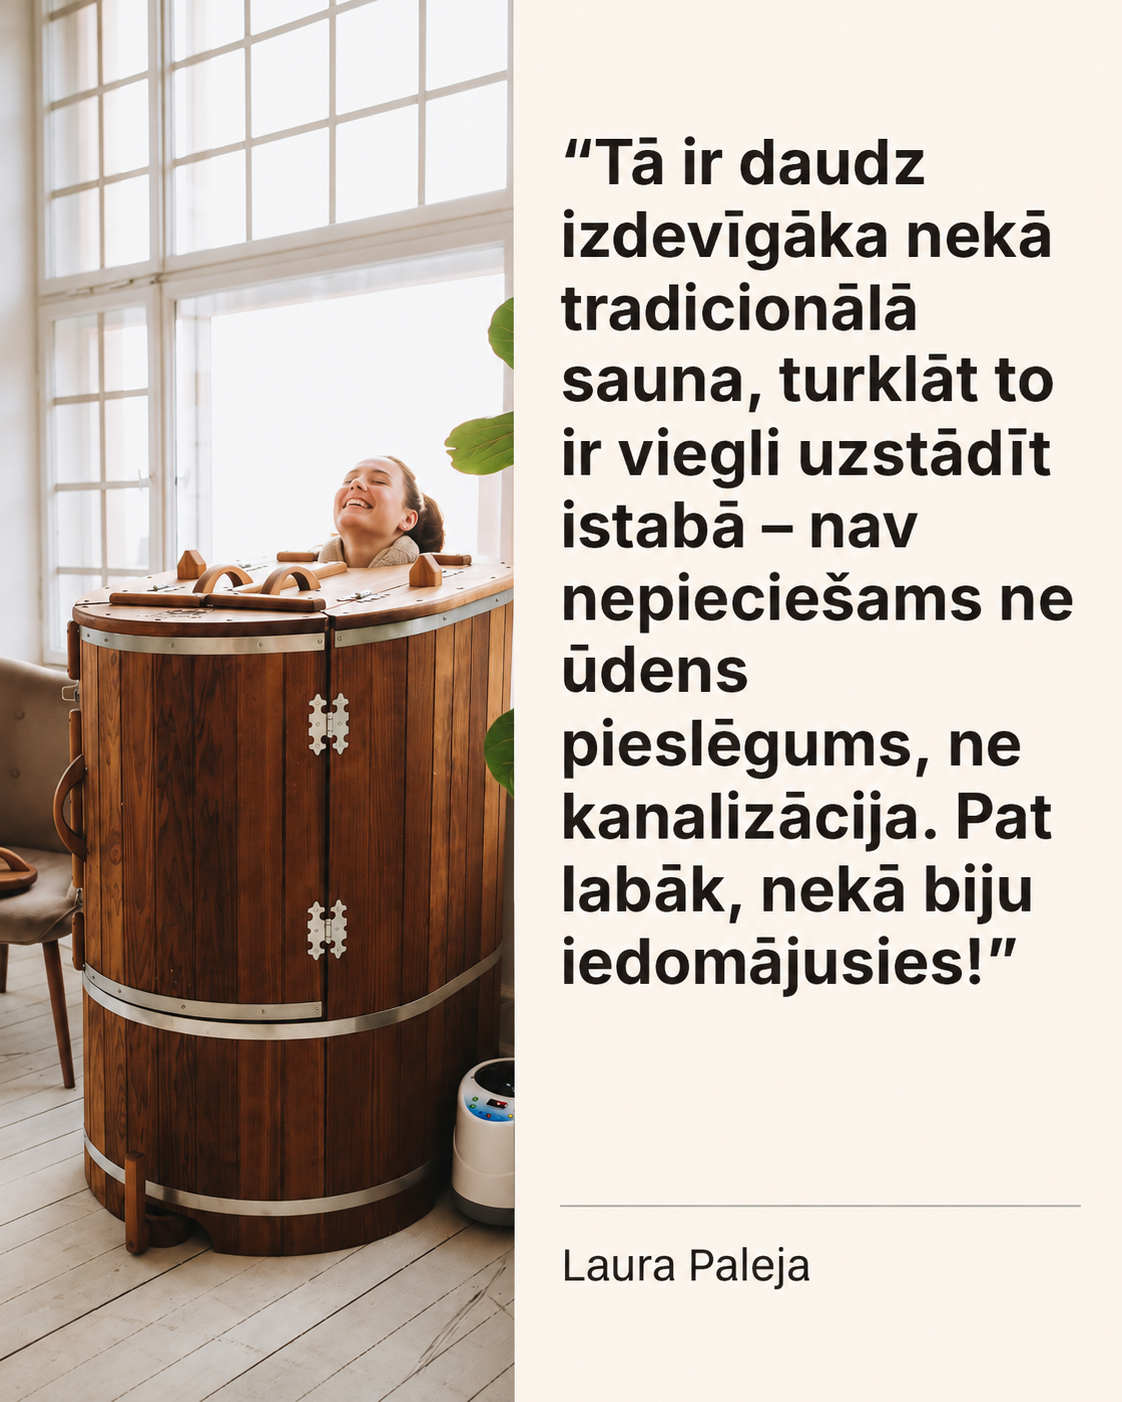 “Tā ir daudz
izdevīgāka nekā
tradicionālā
sauna, turklāt to
ir viegli uzstādīt
istabā – nav
nepieciešams ne
ūdens
pieslēgums, ne
kanalizācija. Pat
labāk, nekā biju
iedomājusies!”
Laura Paleja